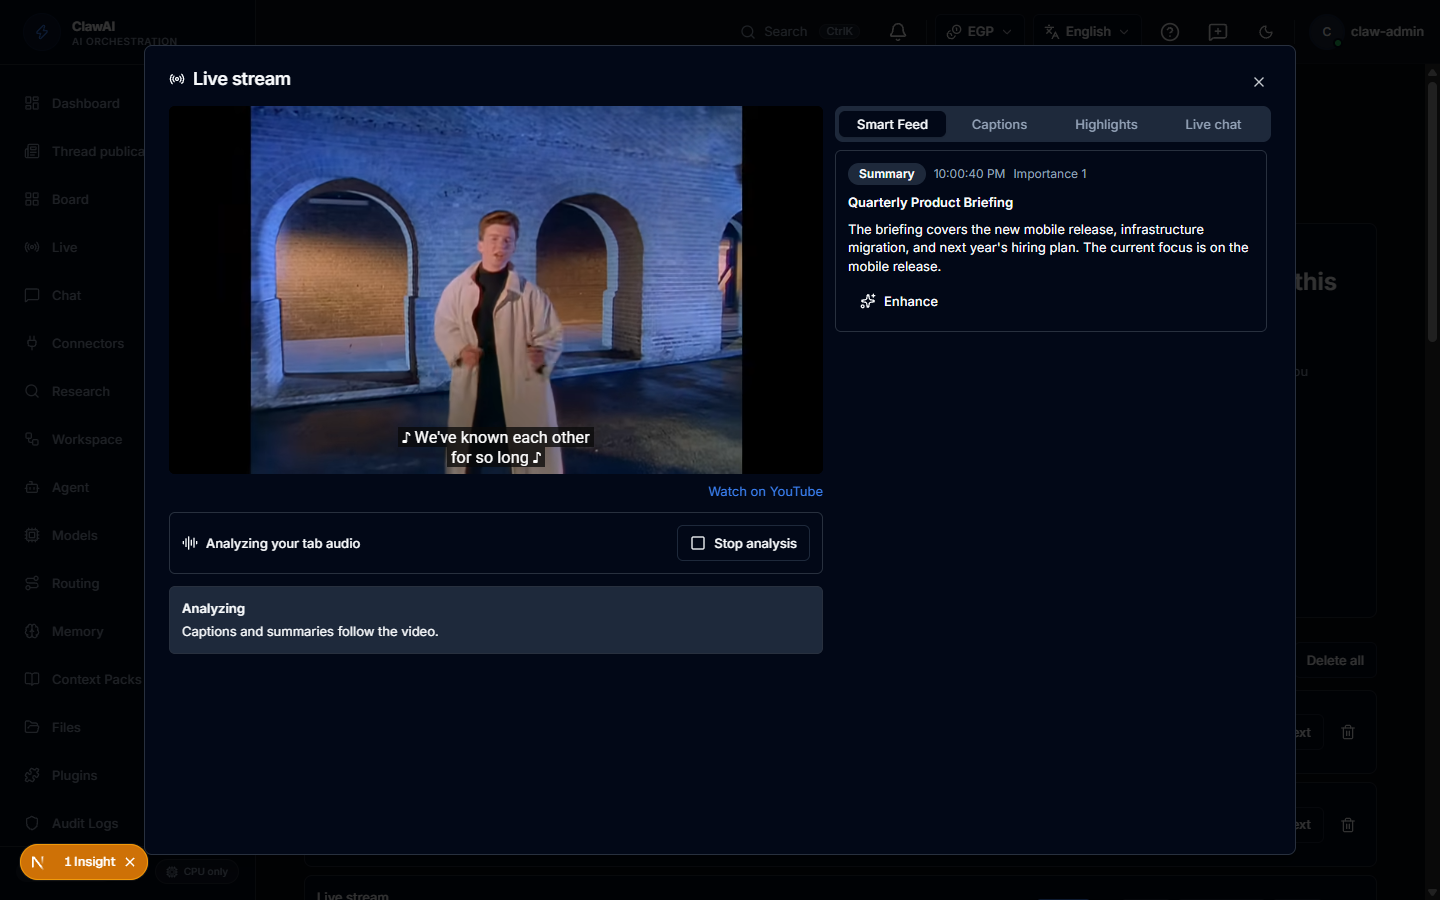 ClawAI
AI ORCHESTRATION
Search
CtrlK
EGP
English
C
claw-admin
Dashboard
Thread publica
Board
Live
Chat
Connectors
Research
Workspace
Agent
Models
Routing
Memory
Context Packs
Files
Plugins
Audit Logs
N
1 Insight
CPU only
Live stream
♪ We've known each other
for so long ♪
Watch on YouTube
Analyzing your tab audio
Stop analysis
Analyzing
Captions and summaries follow the video.
Smart Feed
Captions
Highlights
Live chat
Summary
10:00:40 PM
Importance 1
Quarterly Product Briefing
The briefing covers the new mobile release, infrastructure
migration, and next year's hiring plan. The current focus is on the
mobile release.
Enhance
this
ou
Delete all
ext
ext
Live stream